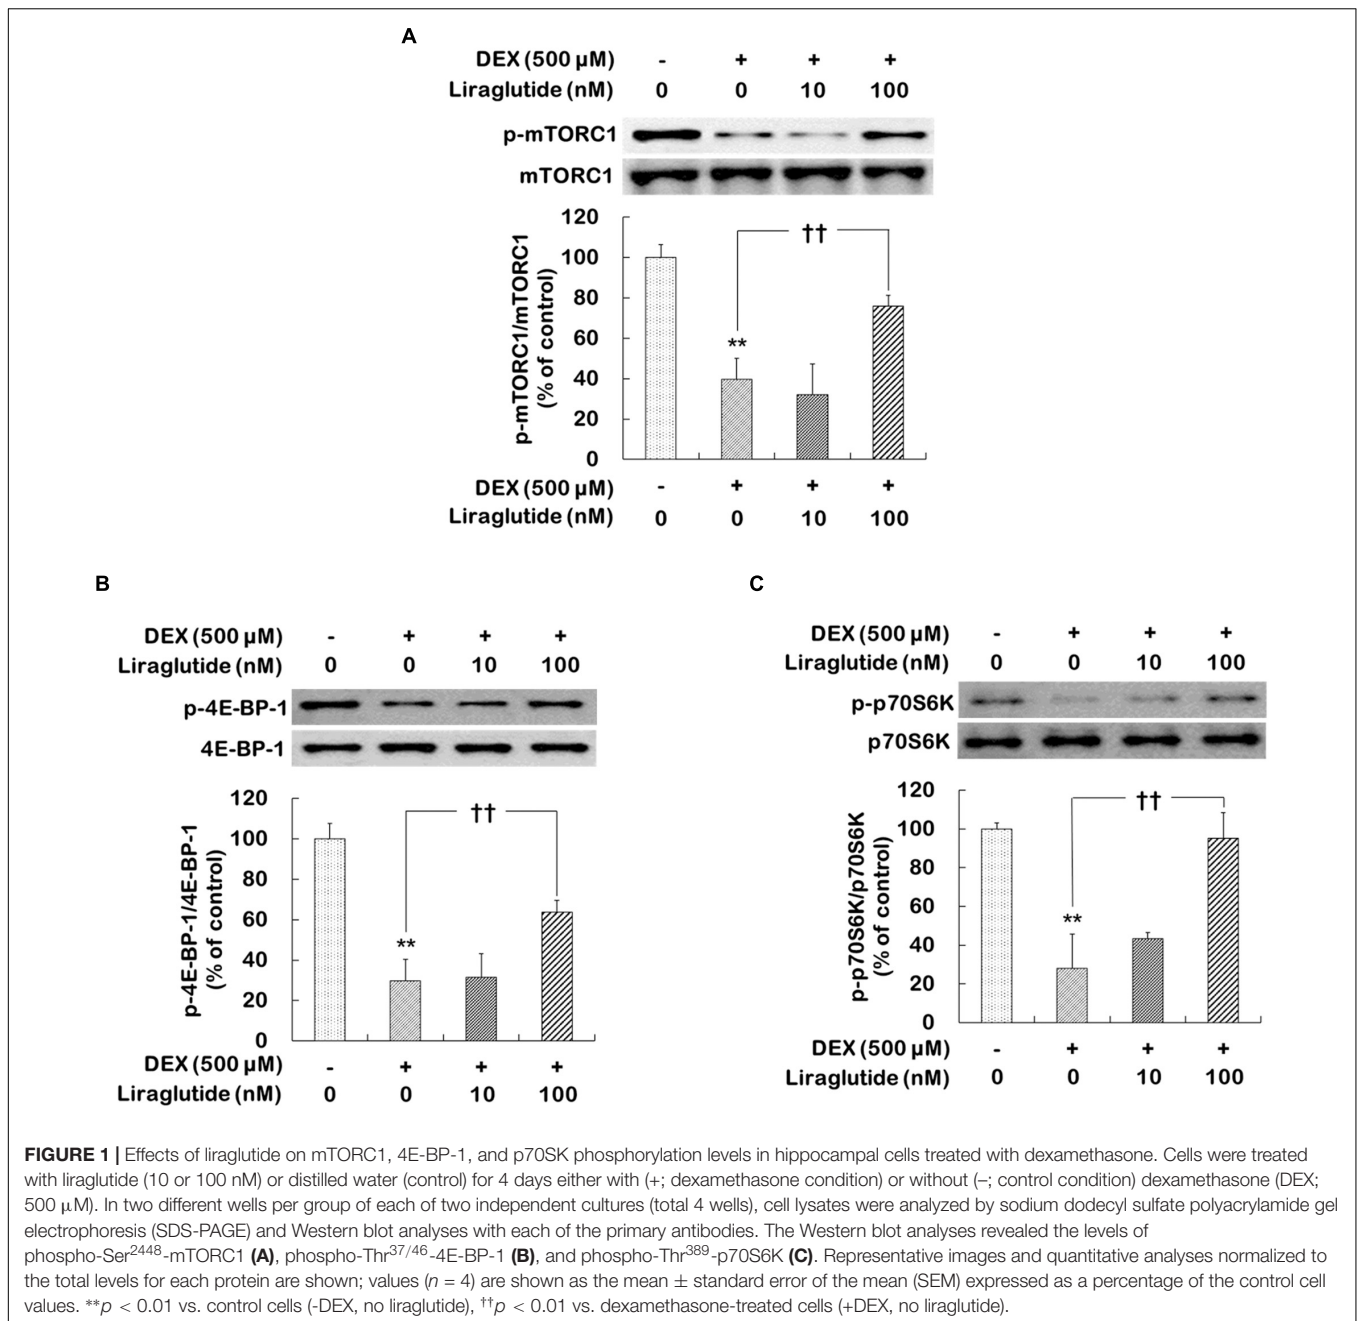 A
DEX (500 µM) - + + +
Liraglutide (nM) 0 0 10 100
p-mTORC1
mTORC1
p-mTORC1/mTORC1
(% of control)
120
100
80
60
40
20
0
††
**
DEX (500 µM) - + + +
Liraglutide (nM) 0 0 10 100
B
DEX (500 µM) - + + +
Liraglutide (nM) 0 0 10 100
p-4E-BP-1
4E-BP-1
p-4E-BP-1/4E-BP-1
(% of control)
120
100
80
60
40
20
0
††
**
DEX (500 µM) - + + +
Liraglutide (nM) 0 0 10 100
C
DEX (500 µM) - + + +
Liraglutide (nM) 0 0 10 100
p-p70S6K
p70S6K
p-p70S6K/p70S6K
(% of control)
120
100
80
60
40
20
0
††
**
DEX (500 µM) - + + +
Liraglutide (nM) 0 0 10 100
FIGURE 1 | Effects of liraglutide on mTORC1, 4E-BP-1, and p70SK phosphorylation levels in hippocampal cells treated with dexamethasone. Cells were treated
with liraglutide (10 or 100 nM) or distilled water (control) for 4 days either with (+; dexamethasone condition) or without (–; control condition) dexamethasone (DEX;
500 µM). In two different wells per group of each of two independent cultures (total 4 wells), cell lysates were analyzed by sodium dodecyl sulfate polyacrylamide gel
electrophoresis (SDS-PAGE) and Western blot analyses with each of the primary antibodies. The Western blot analyses revealed the levels of
phospho-Ser2448-mTORC1 (A), phospho-Thr37/46-4E-BP-1 (B), and phospho-Thr389-p70S6K (C). Representative images and quantitative analyses normalized to
the total levels for each protein are shown; values (n = 4) are shown as the mean ± standard error of the mean (SEM) expressed as a percentage of the control cell
values. **p < 0.01 vs. control cells (-DEX, no liraglutide), ††p < 0.01 vs. dexamethasone-treated cells (+DEX, no liraglutide).